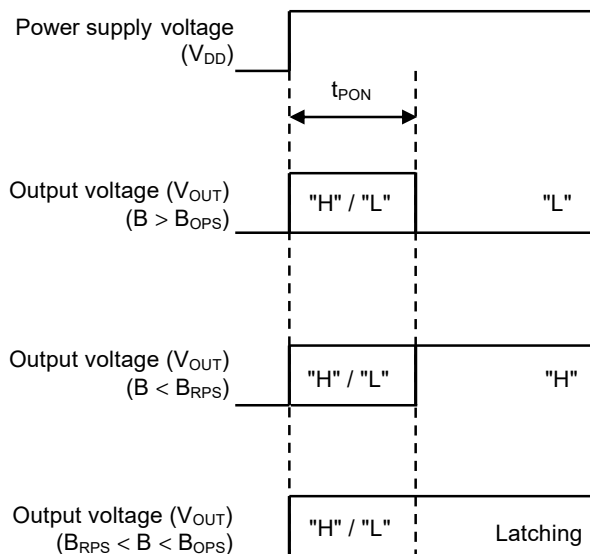 Power supply voltage
(VDD)
tPON
Output voltage (VOUT)
(B > BOPS)
"H" / "L"
"L"
Output voltage (VOUT)
(B < BRPS)
"H" / "L"
"H"
Output voltage (VOUT)
(BRPS < B < BOPS)
"H" / "L"
Latching